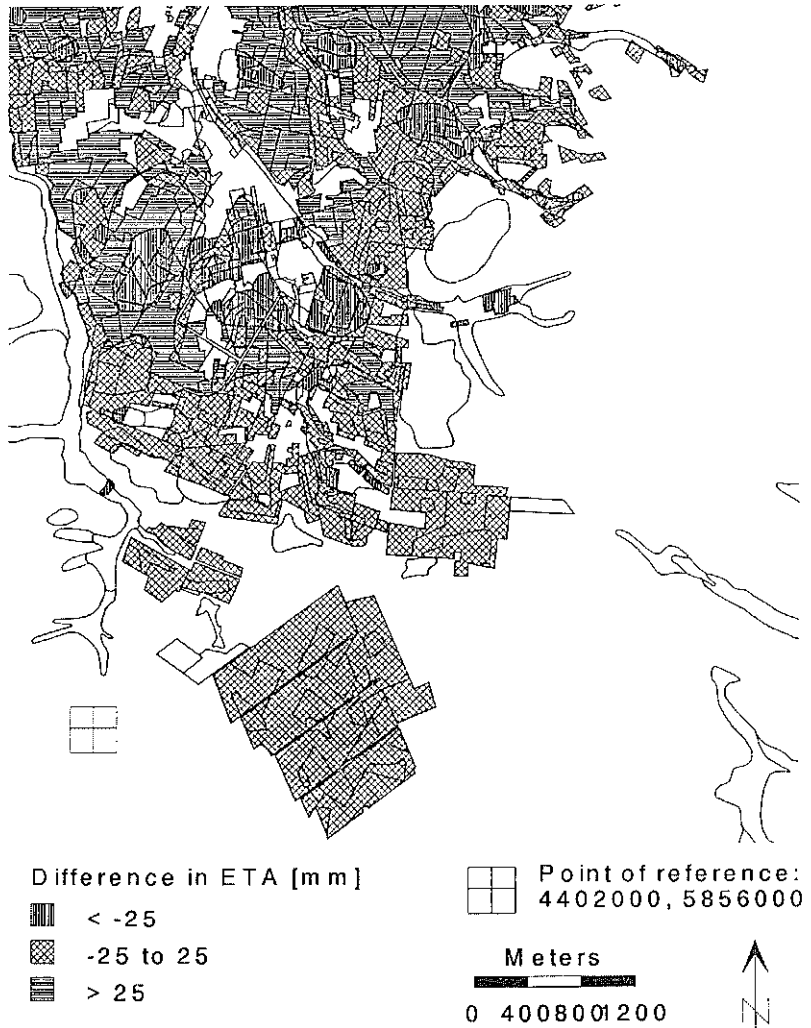 Difference in ETA [mm]
< -25
-25 to 25
> 25
Point of reference:
4402000, 5856000
Meters
0 400 800 1200
N